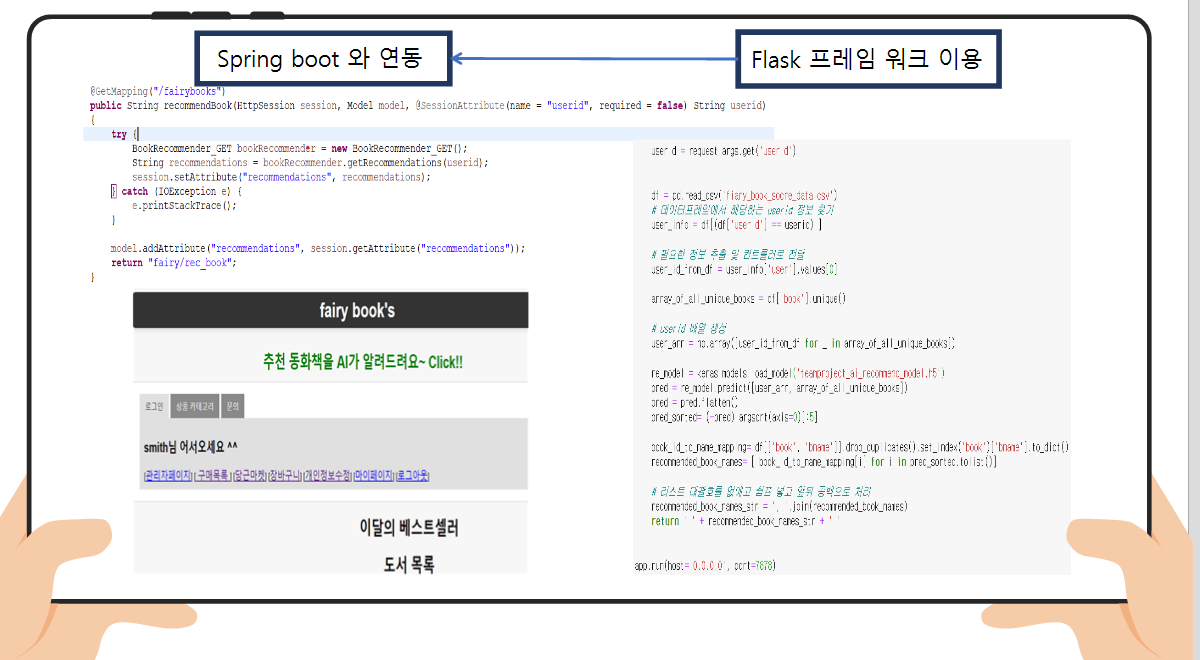 Spring boot 와 연동
Flask 프레임 워크 이용
@GetMapping("/fairybooks")
public String recommendBook(HttpSession session, Model model, @SessionAttribute(name = "userid", required = false) String userid)
{
try {
BookRecommender_GET bookRecommender = new BookRecommender_GET();
String recommendations = bookRecommender.getRecommendations(userid);
session.setAttribute("recommendations", recommendations);
} catch (IOException e) {
e.printStackTrace();
}
model.addAttribute("recommendations", session.getAttribute("recommendations"));
return "fairy/rec_book";
}
fairy book's
추천 동화책을 AI가 알려드려요~ Click!!
로그인 상품 카테고리 문의
smith님 어서오세요 ^^
[관리자페이지] [구매목록] [당근마켓] [장바구니] [개인정보수정] [마이페이지] [로그아웃]
이달의 베스트셀러
도서 목록
df = pd.read_csv('fiary_book_socre_data.csv')
# 데이터프레임에서 해당하는 userid 정보 찾기
# 필요한 정보 추출 및 컨트롤러로 전달
user_id_from_df = user_info['user'].values[0]
array_of_all_unique_books = df['book'].unique()
# userid 배열 생성
user_arr = np.array([user_id_from_df for _ in array_of_all_unique_books])
re_model = keras.models.load_model('teamproject_ai_recommend_model.h5')
pred = re_model.predict([user_arr, array_of_all_unique_books])
pred = pred.flatten()
pred_sorted= (-pred).argsort(axis=0)[:5]
book_id_to_name_mapping= df[['book', 'bname']].drop_duplicates().set_index('book')['bname'].to_dict()
recommended_book_names= [ book_id_to_name_mapping[i] for i in pred_sorted.tolist()]
# 리스트 대괄호를 없애고 쉼표 넣고 앞뒤 공백으로 처리
recommended_book_names_str = ', '.join(recommended_book_names)
return ' ' + recommended_book_names_str + ' '
app.run(host='0.0.0.0', port=7878)